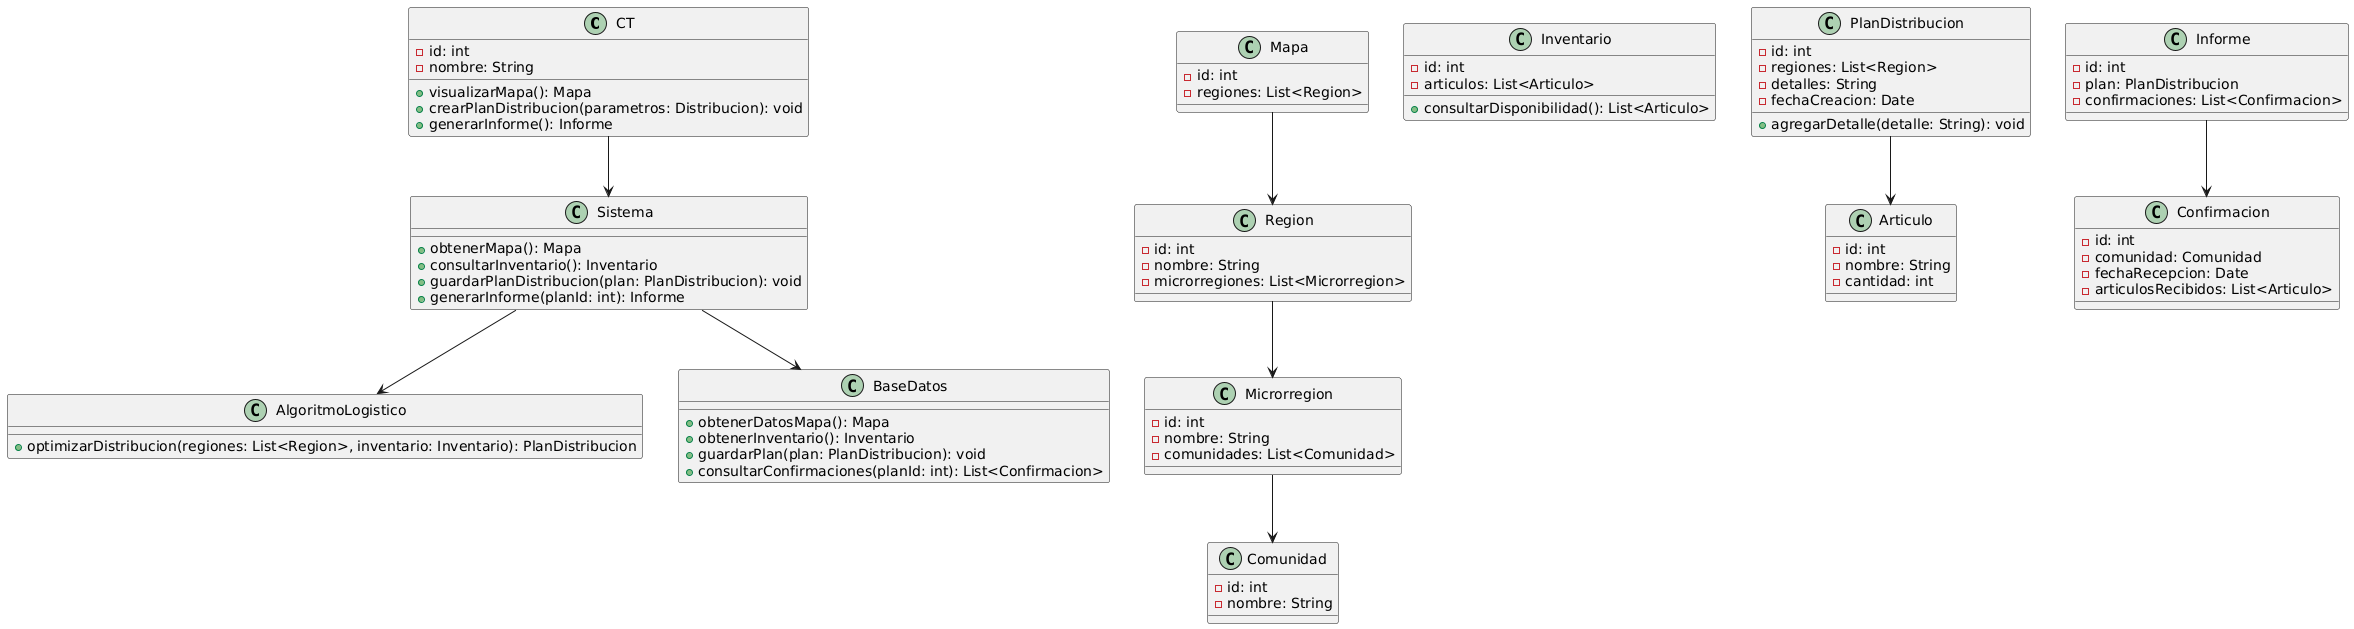 C CT
id: int
nombre: String
visualizarMapa(): Mapa
crearPlanDistribucion(parametros: Distribucion): void
generarInforme(): Informe
C Mapa
id: int
regiones: List<Region>
C Inventario
id: int
articulos: List<Articulo>
consultarDisponibilidad(): List<Articulo>
C PlanDistribucion
id: int
regiones: List<Region>
detalles: String
fechaCreacion: Date
agregarDetalle(detalle: String): void
C Informe
id: int
plan: PlanDistribucion
confirmaciones: List<Confirmacion>
C Sistema
obtenerMapa(): Mapa
consultarInventario(): Inventario
guardarPlanDistribucion(plan: PlanDistribucion): void
generarInforme(planId: int): Informe
C Region
id: int
nombre: String
microrregiones: List<Microrregion>
C Articulo
id: int
nombre: String
cantidad: int
C Confirmacion
id: int
comunidad: Comunidad
fechaRecepcion: Date
articulosRecibidos: List<Articulo>
C AlgoritmoLogistico
optimizarDistribucion(regiones: List<Region>, inventario: Inventario): PlanDistribucion
C BaseDatos
obtenerDatosMapa(): Mapa
obtenerInventario(): Inventario
guardarPlan(plan: PlanDistribucion): void
consultarConfirmaciones(planId: int): List<Confirmacion>
C Microrregion
id: int
nombre: String
comunidades: List<Comunidad>
C Comunidad
id: int
nombre: String